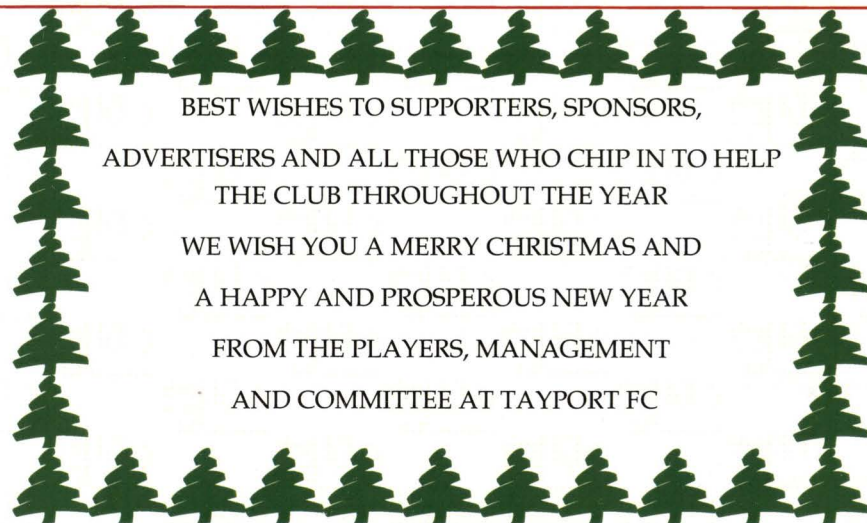 BEST WISHES TO SUPPORTERS, SPONSORS,
ADVERTISERS AND ALL THOSE WHO CHIP IN TO HELP
THE CLUB THROUGHOUT THE YEAR
WE WISH YOU A MERRY CHRISTMAS AND
A HAPPY AND PROSPEROUS NEW YEAR
FROM THE PLAYERS, MANAGEMENT
AND COMMITTEE AT TAYPORT FC